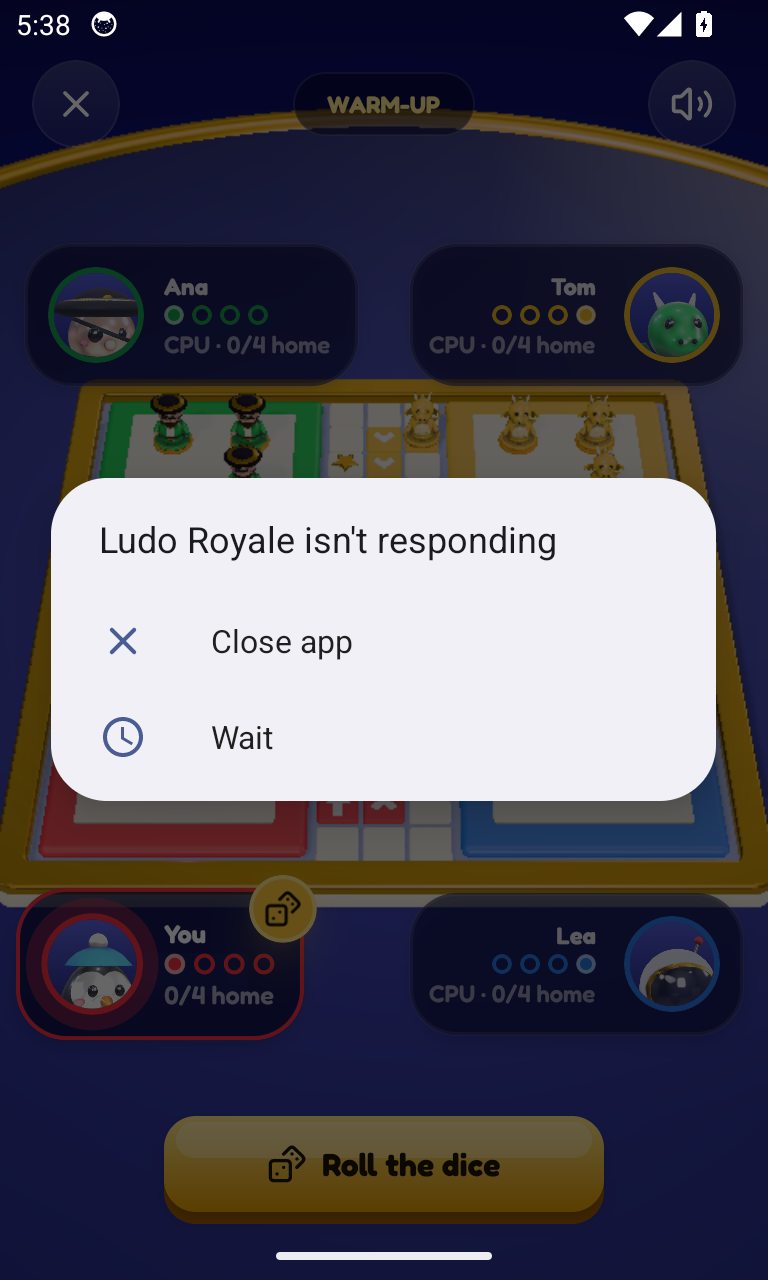 5:38
WARM-UP
Ana
CPU · 0/4 home
Tom
CPU · 0/4 home
Ludo Royale isn't responding
Close app
Wait
You
0/4 home
Lea
CPU · 0/4 home
Roll the dice